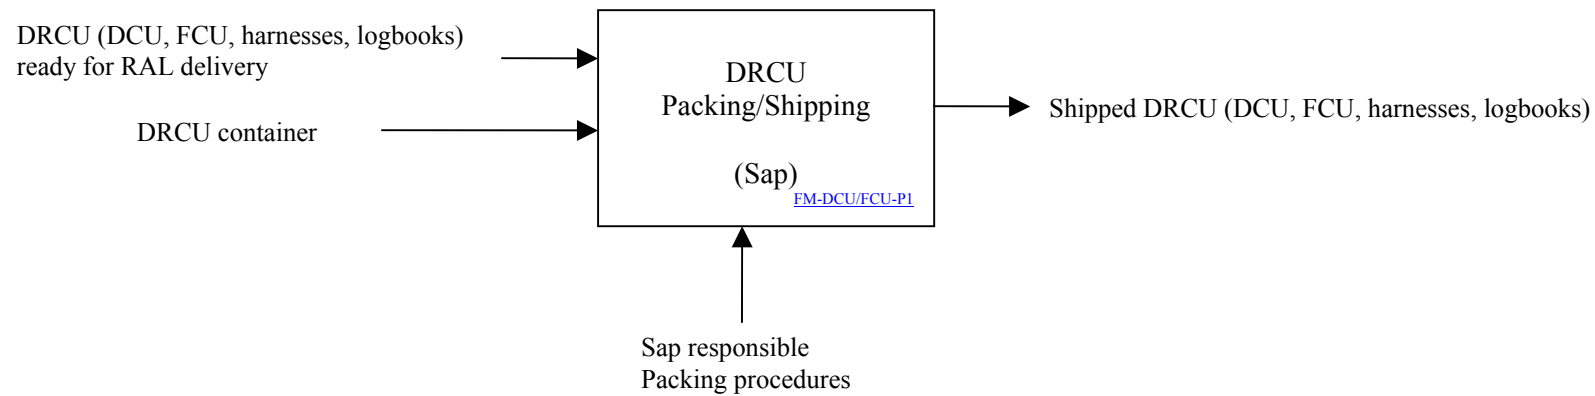 DRCU (DCU, FCU, harnesses, logbooks)
ready for RAL delivery
DRCU container
DRCU
Packing/Shipping
(Sap)
FM-DCU/FCU-P1
Shipped DRCU (DCU, FCU, harnesses, logbooks)
Sap responsible
Packing procedures